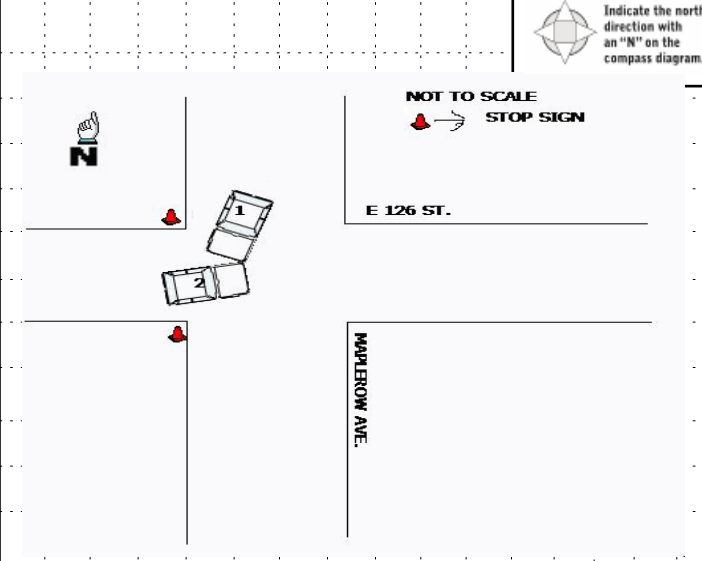 Indicate the north
direction with
an "N" on the
compass diagram.
NOT TO SCALE
STOP SIGN
N
1
E 126 ST.
2
MAPLEROW AVE.